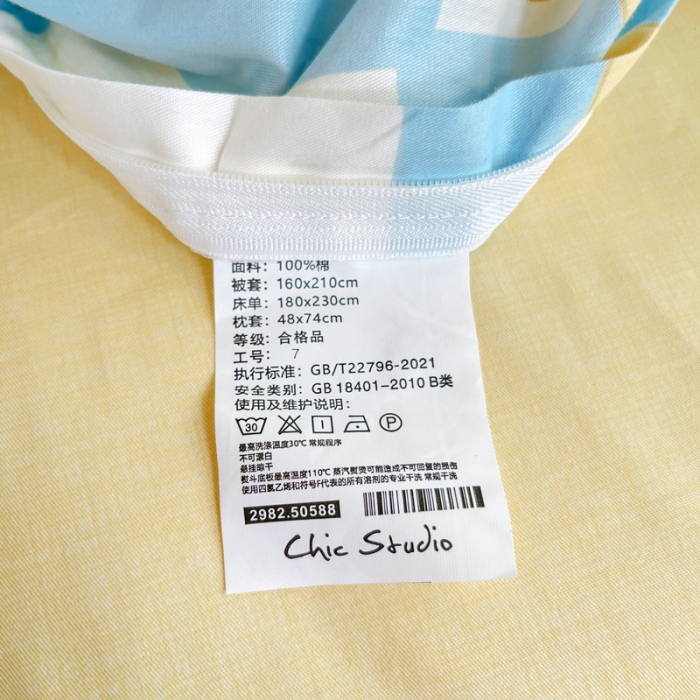 面料: 100%棉
被套: 160x210cm
床单: 180x230cm
枕套: 48x74cm
等级: 合格品
工号: 7
执行标准: GB/T22796-2021
安全类别: GB 18401-2010 B类
使用及维护说明:
30 P
最高洗涤温度30℃ 常规程序
不可漂白
悬挂晾干
熨斗底板最高温度110℃ 蒸汽熨烫可能造成不可回复的损伤
使用四氯乙烯和符号F代表的所有溶剂的专业干洗 常规干洗
2982.50588
Chic Studio